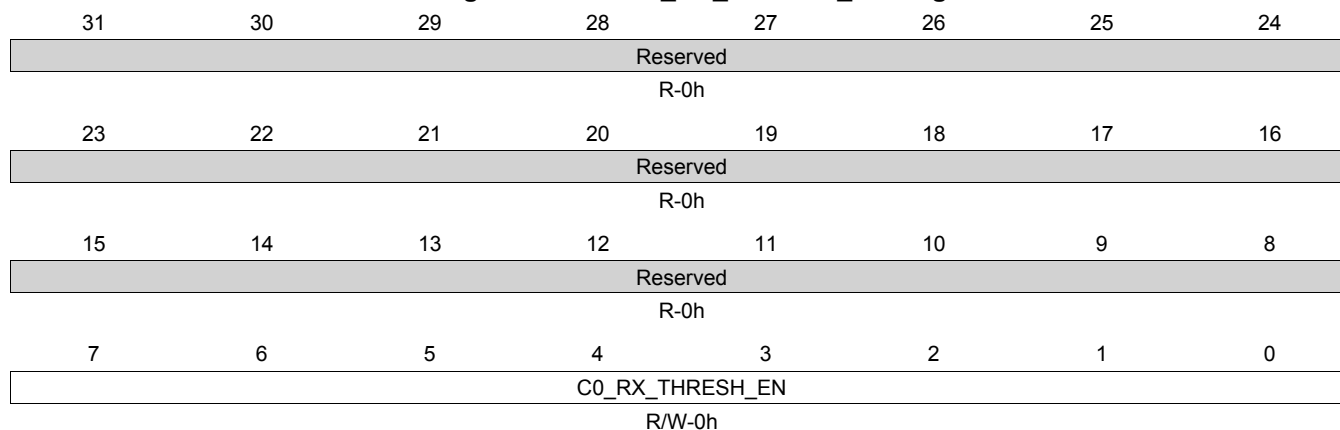 31 30 29 28 27 26 25 24
Reserved
R-0h
23 22 21 20 19 18 17 16
Reserved
R-0h
15 14 13 12 11 10 9 8
Reserved
R-0h
7 6 5 4 3 2 1 0
C0_RX_THRESH_EN
R/W-0h